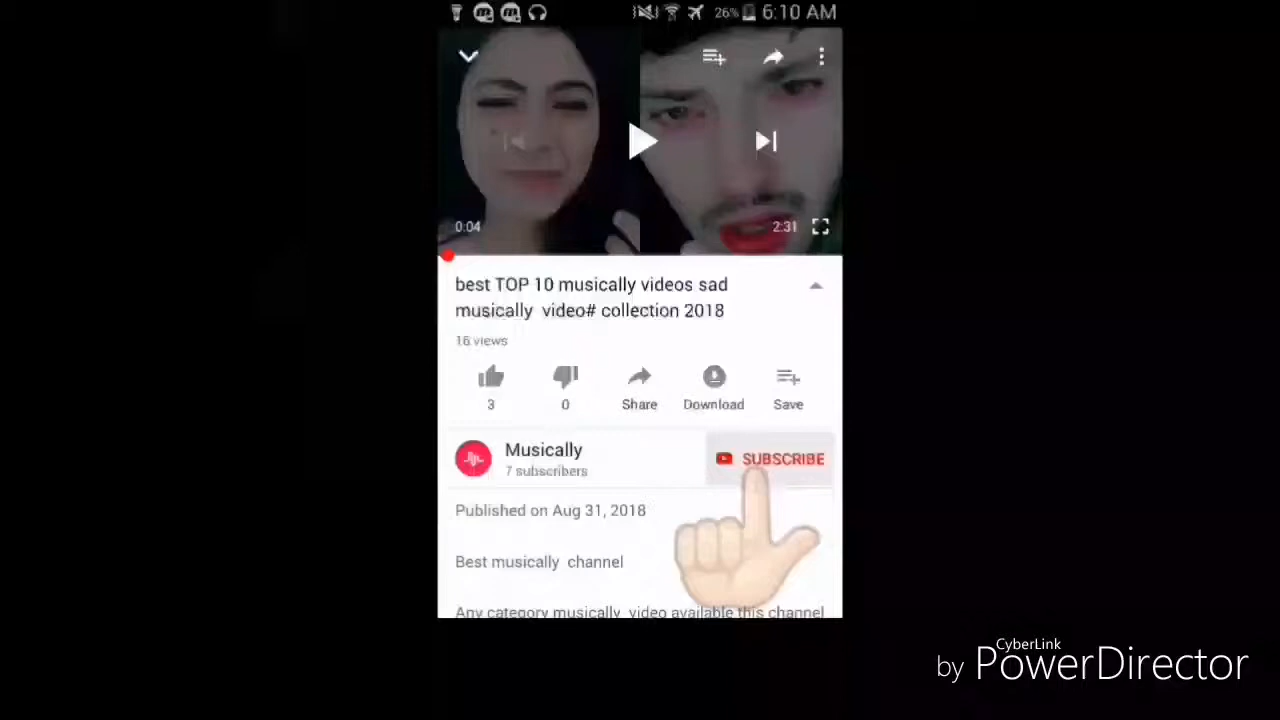 26% 6:10 AM
0:04
2:31
best TOP 10 musically videos sad
musically video# collection 2018
16 views
3
0
Share
Download
Save
Musically
7 subscribers
SUBSCRIBE
Published on Aug 31, 2018
Best musically channel
Any category musically video available this channel
CyberLink
by PowerDirector